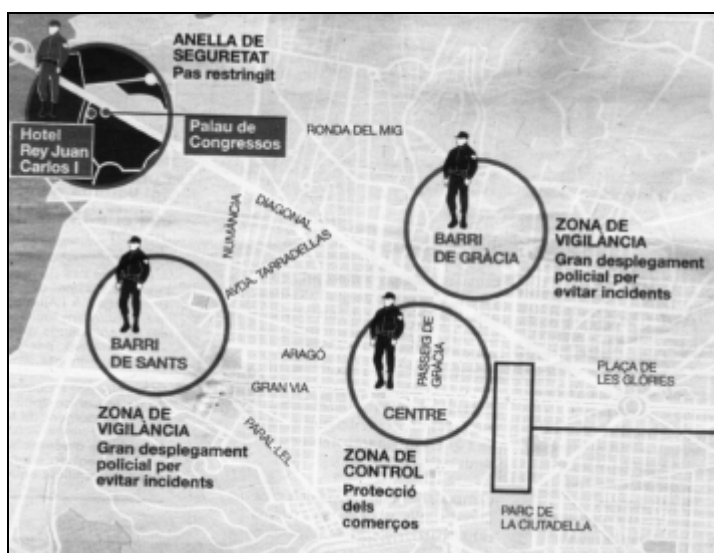 ANELLA DE
SEGURETAT
Pas restringit
Hotel
Rey Juan
Carlos I
Palau de
Congressos
RONDA DEL MIG
DIAGONAL
NUMÀNCIA
AVDA. TARRADELLAS
BARRI
DE GRÀCIA
ZONA DE
VIGILÀNCIA
Gran desplegament
policial per
evitar incidents
BARRI
DE SANTS
ZONA DE
VIGILÀNCIA
Gran desplegament
policial per
evitar incidents
ARAGÓ
GRAN VIA
PARAL·LEL
PASSEIG DE
GRÀCIA
CENTRE
ZONA DE
CONTROL
Protecció
dels
comerços
PLAÇA DE
LES GLÒRIES
PARC DE
LA CIUTADELLA